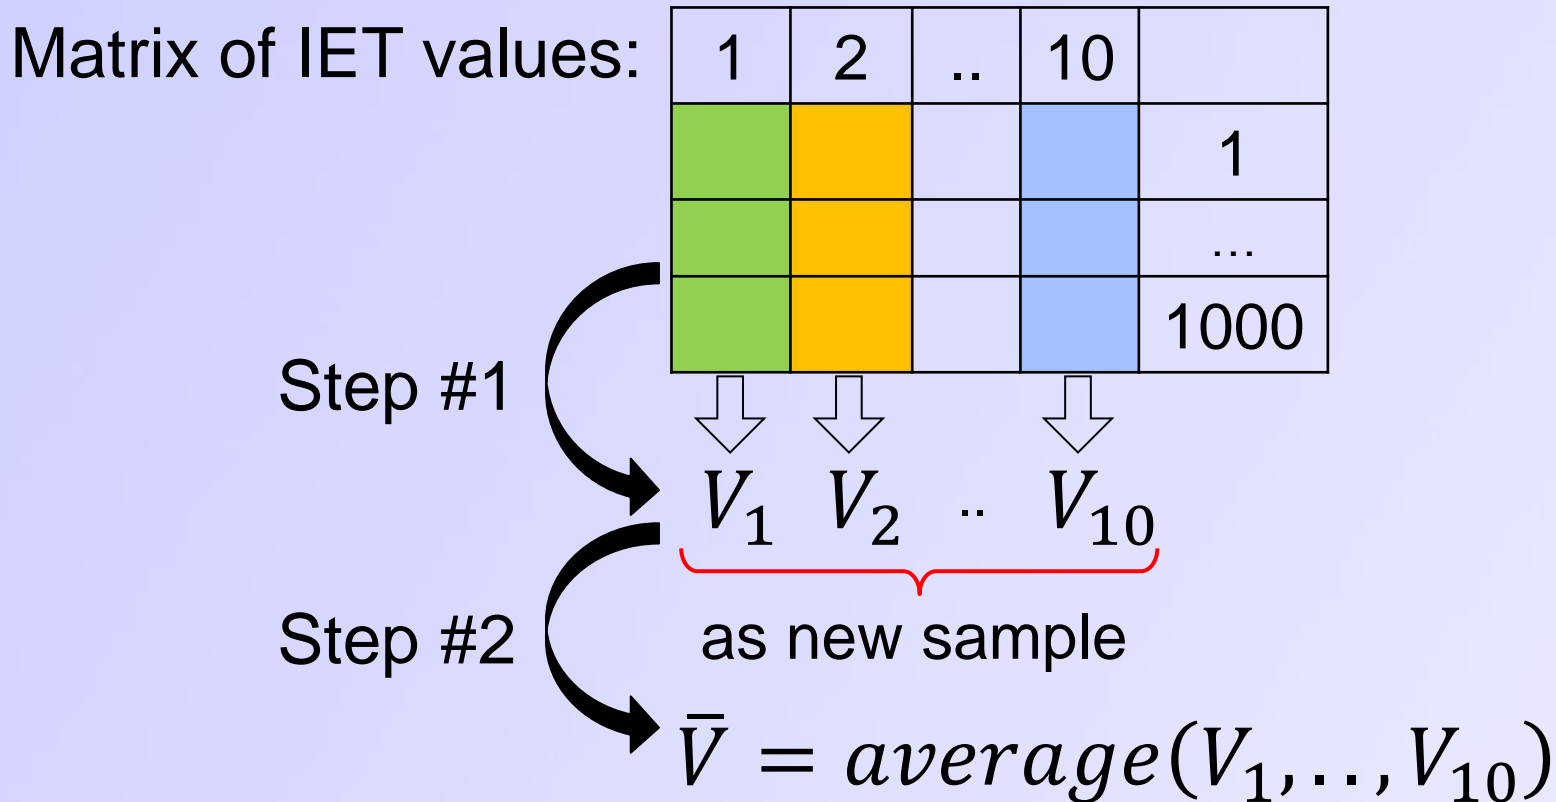 Matrix of IET values: 1 2 .. 10
1
...
1000
Step #1
V₁ V₂ .. V₁₀
Step #2 as new sample
V̿ = average(V₁,..,V₁₀)